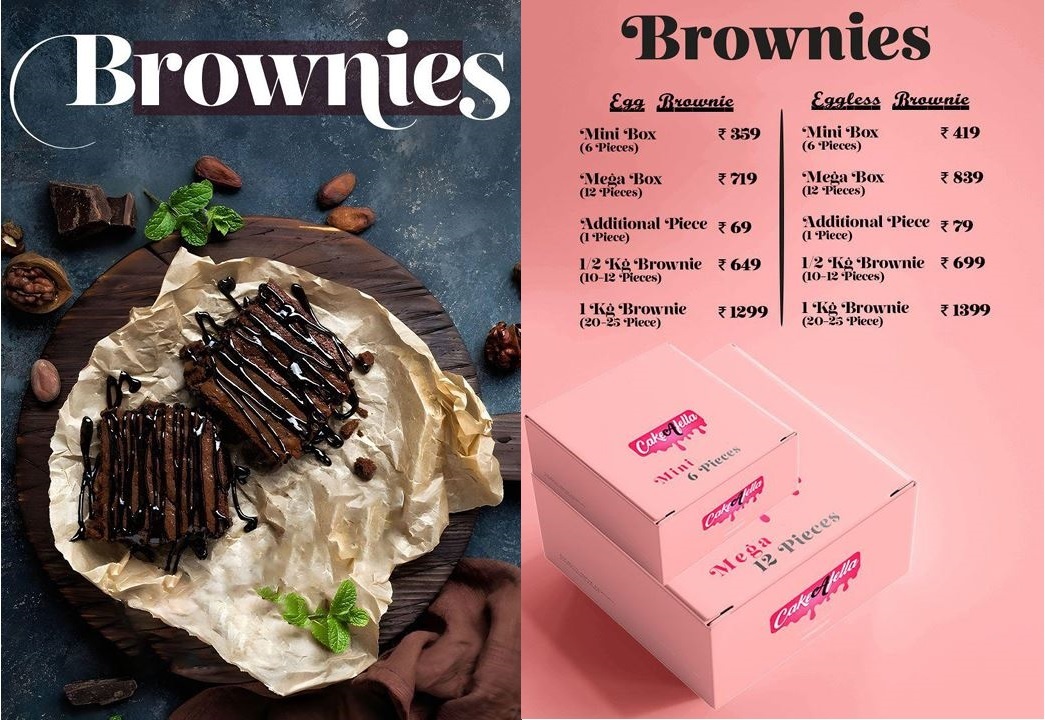 Brownies
Brownies
Egg Brownie
Mini Box ₹ 359
(6 Pieces)
Mega Box ₹ 719
(12 Pieces)
Additional Piece ₹ 69
(1 Piece)
1/2 Kg Brownie ₹ 649
(10-12 Pieces)
1 Kg Brownie ₹ 1299
(20-25 Piece)
Eggless Brownie
Mini Box ₹ 419
(6 Pieces)
Mega Box ₹ 839
(12 Pieces)
Additional Piece ₹ 79
(1 Piece)
1/2 Kg Brownie ₹ 699
(10-12 Pieces)
1 Kg Brownie ₹ 1399
(20-25 Piece)
CakeAfella
Mini
6 Pieces
CakeAfella
Mega
12 Pieces
CakeAfella